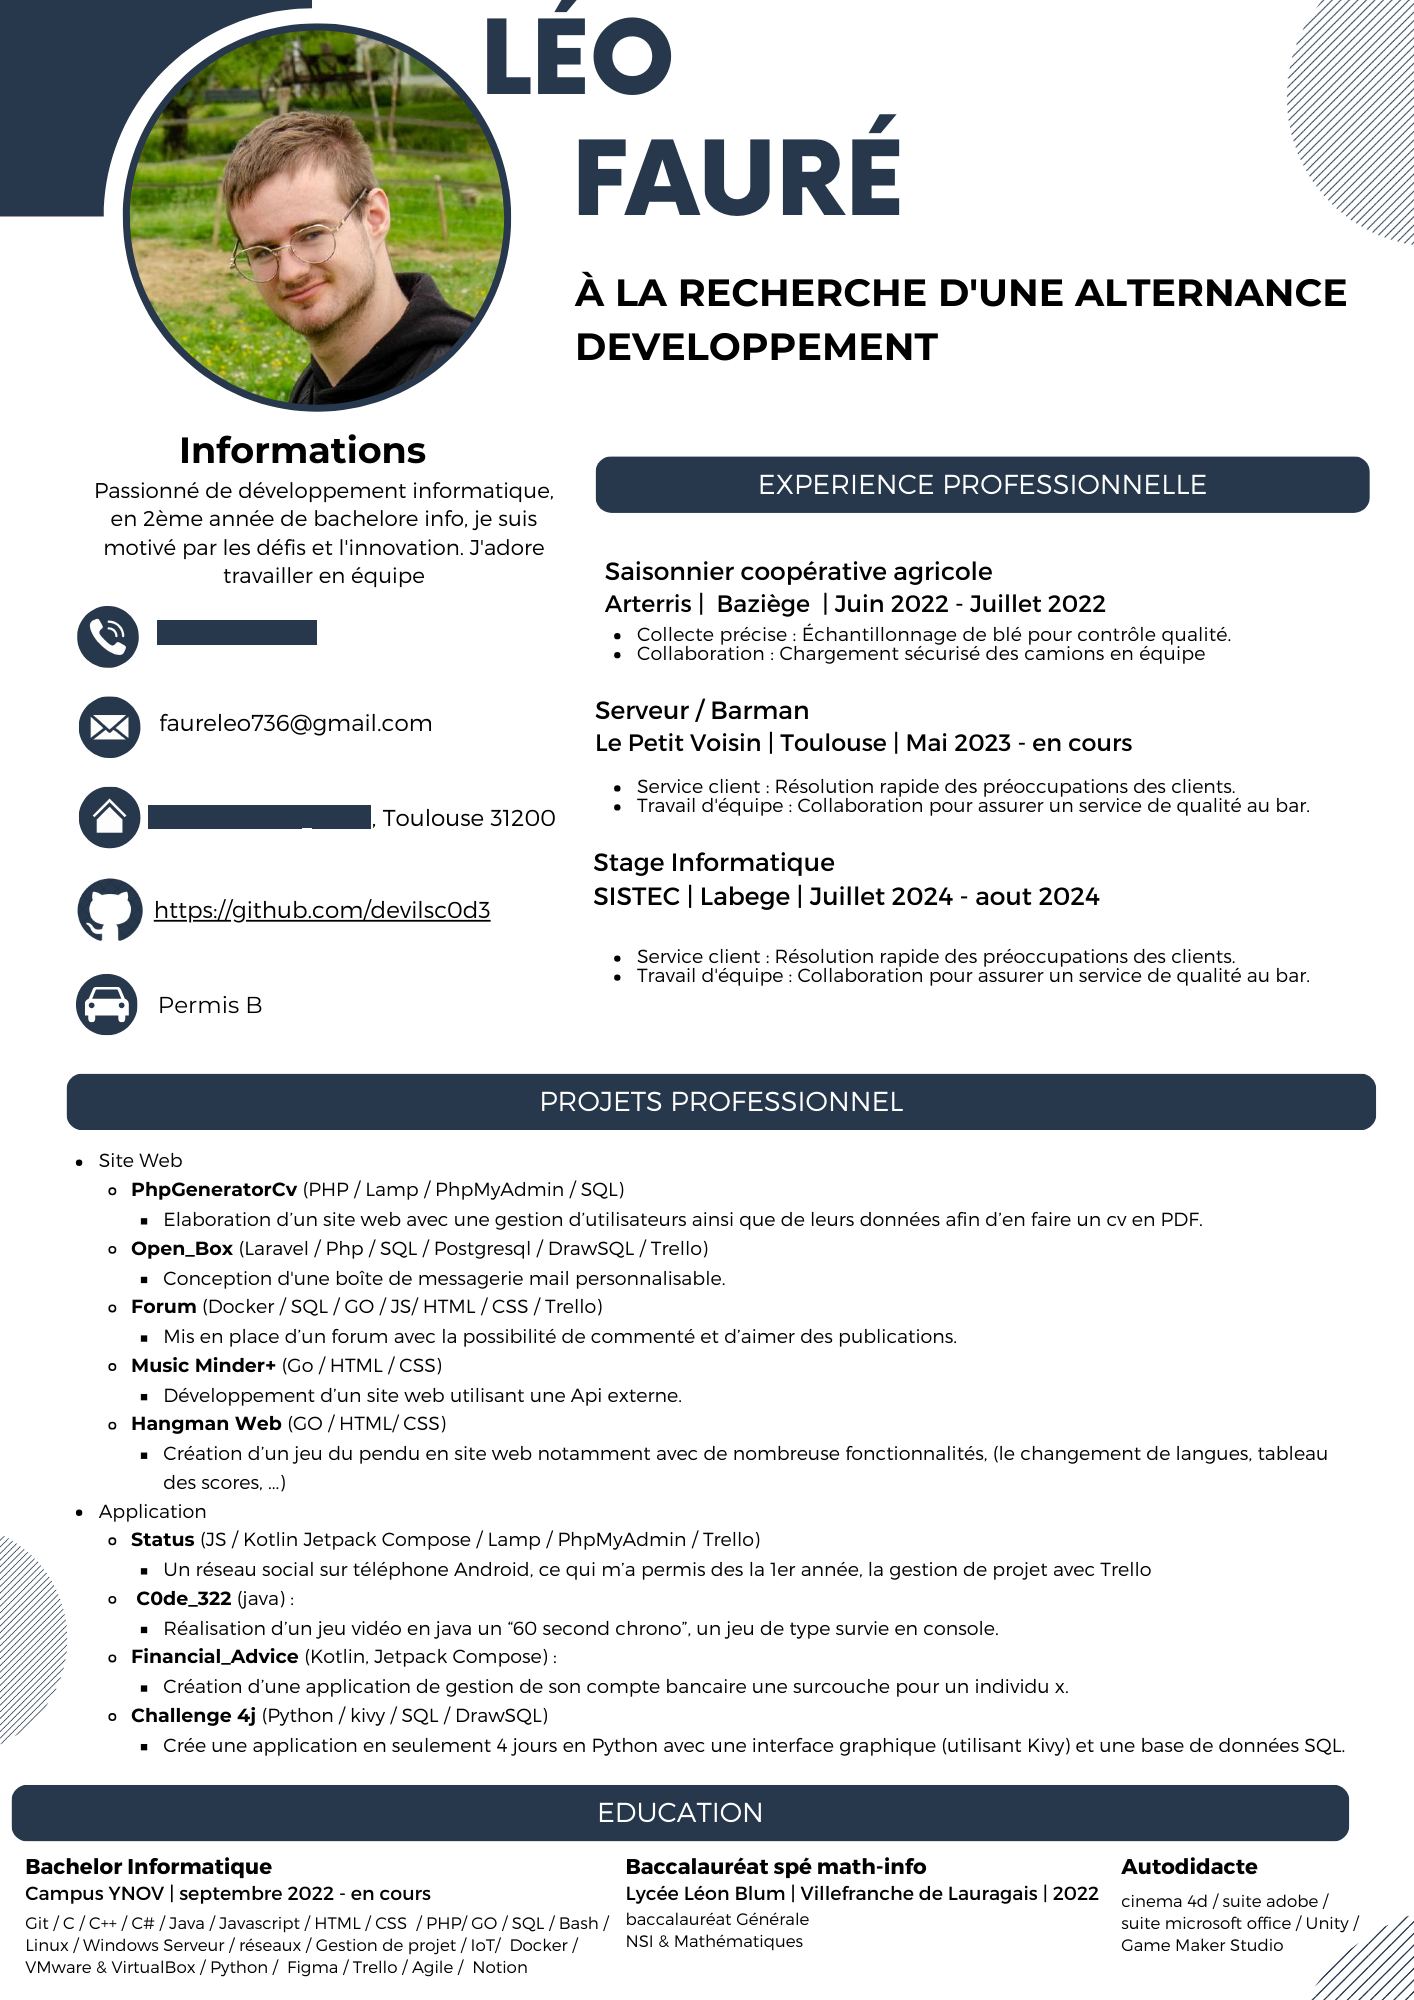 LÉO
FAURÉ
À LA RECHERCHE D'UNE ALTERNANCE
DEVELOPPEMENT
Informations
Passionné de développement informatique,
en 2ème année de bachelore info, je suis
motivé par les défis et l'innovation. J'adore
travailler en équipe
faureleo736@gmail.com
, Toulouse 31200
https://github.com/devilsc0d3
Permis B
EXPERIENCE PROFESSIONNELLE
Saisonnier coopérative agricole
Arterris | Baziège | Juin 2022 - Juillet 2022
• Collecte précise : Échantillonnage de blé pour contrôle qualité.
• Collaboration : Chargement sécurisé des camions en équipe
Serveur / Barman
Le Petit Voisin | Toulouse | Mai 2023 - en cours
• Service client : Résolution rapide des préoccupations des clients.
• Travail d'équipe : Collaboration pour assurer un service de qualité au bar.
Stage Informatique
SISTEC | Labege | Juillet 2024 - aout 2024
• Service client : Résolution rapide des préoccupations des clients.
• Travail d'équipe : Collaboration pour assurer un service de qualité au bar.
PROJETS PROFESSIONNEL
• Site Web
◦ PhpGeneratorCv (PHP / Lamp / PhpMyAdmin / SQL)
▪ Elaboration d’un site web avec une gestion d’utilisateurs ainsi que de leurs données afin d’en faire un cv en PDF.
◦ Open_Box (Laravel / Php / SQL / Postgresql / DrawSQL / Trello)
▪ Conception d'une boîte de messagerie mail personnalisable.
◦ Forum (Docker / SQL / GO / JS/ HTML / CSS / Trello)
▪ Mis en place d’un forum avec la possibilité de commenté et d’aimer des publications.
◦ Music Minder+ (Go / HTML / CSS)
▪ Développement d’un site web utilisant une Api externe.
◦ Hangman Web (GO / HTML/ CSS)
▪ Création d’un jeu du pendu en site web notamment avec de nombreuse fonctionnalités, (le changement de langues, tableau
des scores, ...)
• Application
◦ Status (JS / Kotlin Jetpack Compose / Lamp / PhpMyAdmin / Trello)
▪ Un réseau social sur téléphone Android, ce qui m’a permis des la 1er année, la gestion de projet avec Trello
◦ C0de_322 (java) :
▪ Réalisation d’un jeu vidéo en java un “60 second chrono”, un jeu de type survie en console.
◦ Financial_Advice (Kotlin, Jetpack Compose) :
▪ Création d’une application de gestion de son compte bancaire une surcouche pour un individu x.
◦ Challenge 4j (Python / kivy / SQL / DrawSQL)
▪ Crée une application en seulement 4 jours en Python avec une interface graphique (utilisant Kivy) et une base de données SQL.
EDUCATION
Bachelor Informatique
Campus YNOV | septembre 2022 - en cours
Git / C / C++ / C# / Java / Javascript / HTML / CSS / PHP/ GO / SQL / Bash /
Linux / Windows Serveur / réseaux / Gestion de projet / IoT/ Docker /
VMware & VirtualBox / Python / Figma / Trello / Agile / Notion
Baccalauréat spé math-info
Lycée Léon Blum | Villefranche de Lauragais | 2022
baccalauréat Générale
NSI & Mathématiques
Autodidacte
cinema 4d / suite adobe /
suite microsoft office / Unity /
Game Maker Studio